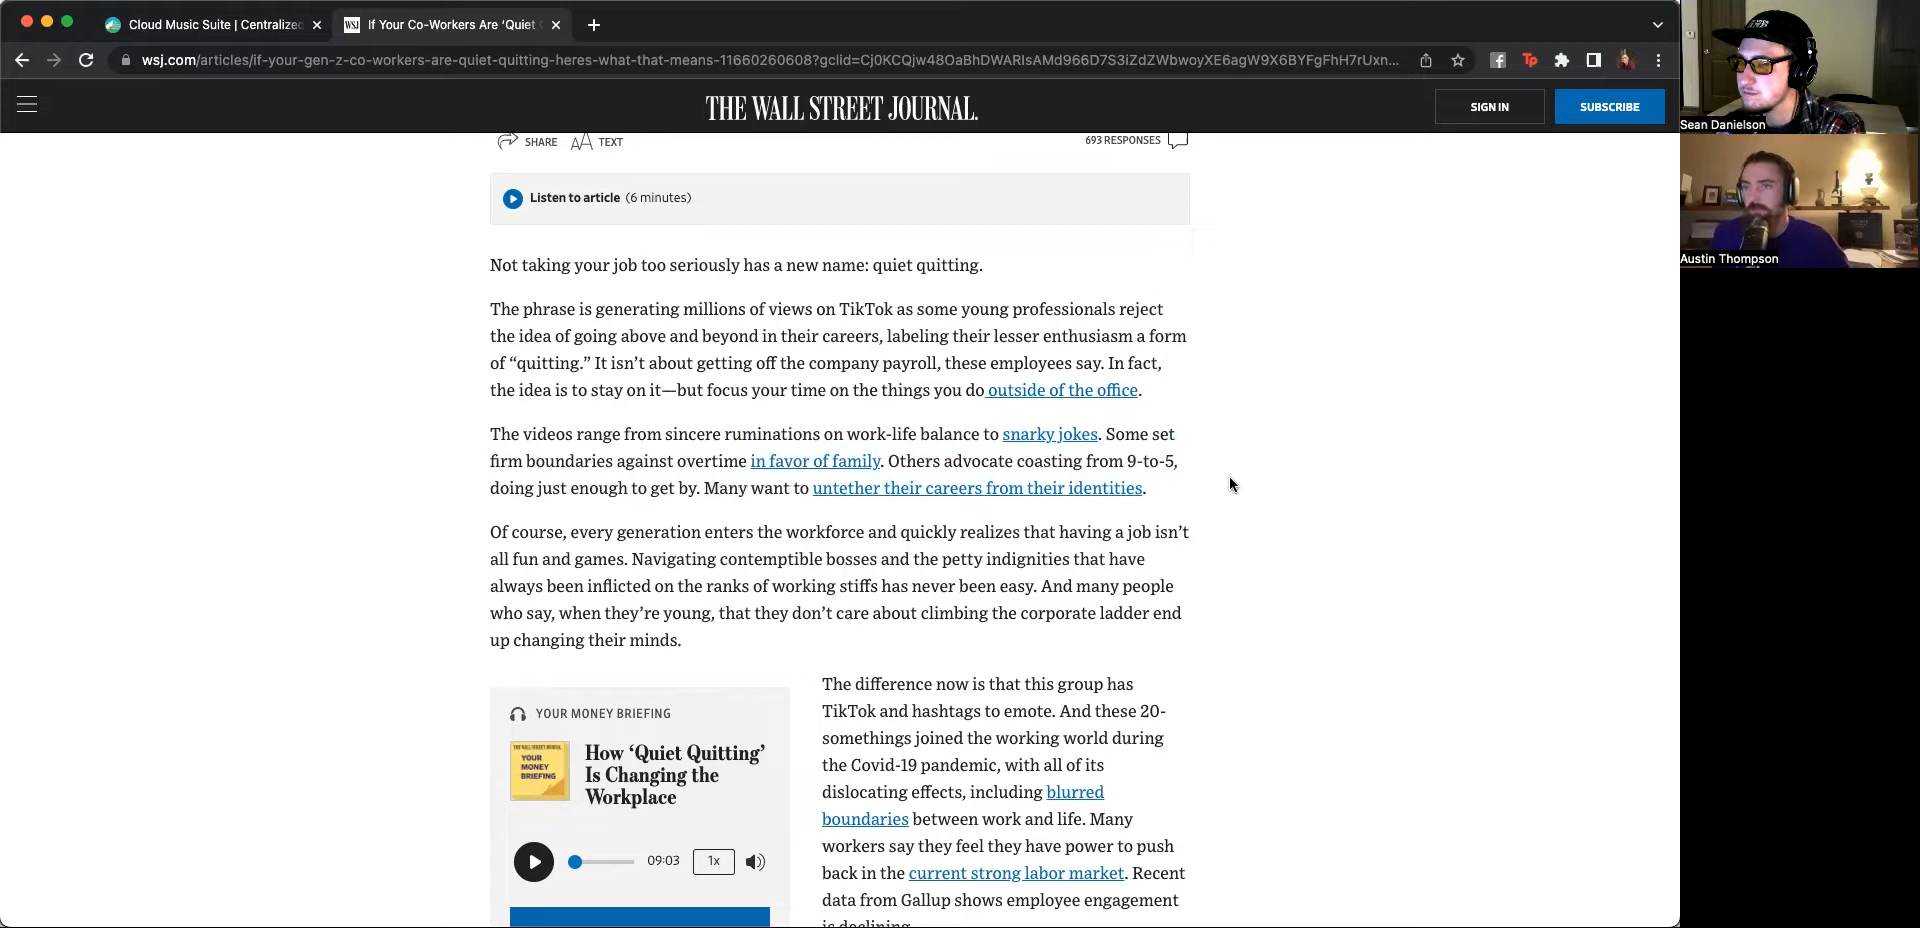 Cloud Music Suite | Centralized
WSJ If Your Co-Workers Are ‘Quiet
wsj.com/articles/if-your-gen-z-co-workers-are-quiet-quitting-heres-what-that-means-11660260608?gclid=Cj0KCQjw48OaBhDWARIsAMd966D7S3iZdZWbwoyXE6agW9X6BYFgFhH7rUxn...
Tp
THE WALL STREET JOURNAL.
SIGN IN
SUBSCRIBE
Sean Danielson
Austin Thompson
SHARE
AA TEXT
693 RESPONSES
Listen to article (6 minutes)
Not taking your job too seriously has a new name: quiet quitting.
The phrase is generating millions of views on TikTok as some young professionals reject
the idea of going above and beyond in their careers, labeling their lesser enthusiasm a form
of “quitting.” It isn’t about getting off the company payroll, these employees say. In fact,
the idea is to stay on it—but focus your time on the things you do outside of the office.
The videos range from sincere ruminations on work-life balance to snarky jokes. Some set
firm boundaries against overtime in favor of family. Others advocate coasting from 9-to-5,
doing just enough to get by. Many want to untether their careers from their identities.
Of course, every generation enters the workforce and quickly realizes that having a job isn’t
all fun and games. Navigating contemptible bosses and the petty indignities that have
always been inflicted on the ranks of working stiffs has never been easy. And many people
who say, when they’re young, that they don’t care about climbing the corporate ladder end
up changing their minds.
YOUR MONEY BRIEFING
THE WALL STREET JOURNAL.
YOUR
MONEY
BRIEFING
How ‘Quiet Quitting’
Is Changing the
Workplace
09:03
1x
The difference now is that this group has
TikTok and hashtags to emote. And these 20-
somethings joined the working world during
the Covid-19 pandemic, with all of its
dislocating effects, including blurred
boundaries between work and life. Many
workers say they feel they have power to push
back in the current strong labor market. Recent
data from Gallup shows employee engagement
is declining.